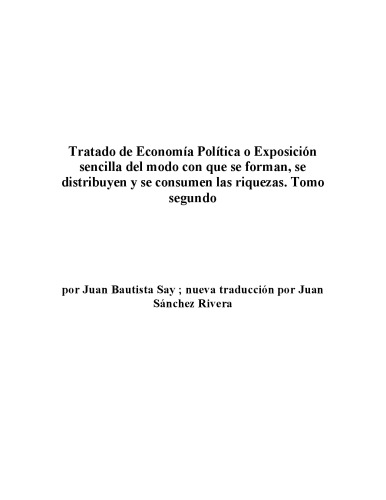 Tratado de Economía Política o Exposición
sencilla del modo con que se forman, se
distribuyen y se consumen las riquezas. Tomo
segundo
por Juan Bautista Say ; nueva traducción por Juan
Sánchez Rivera